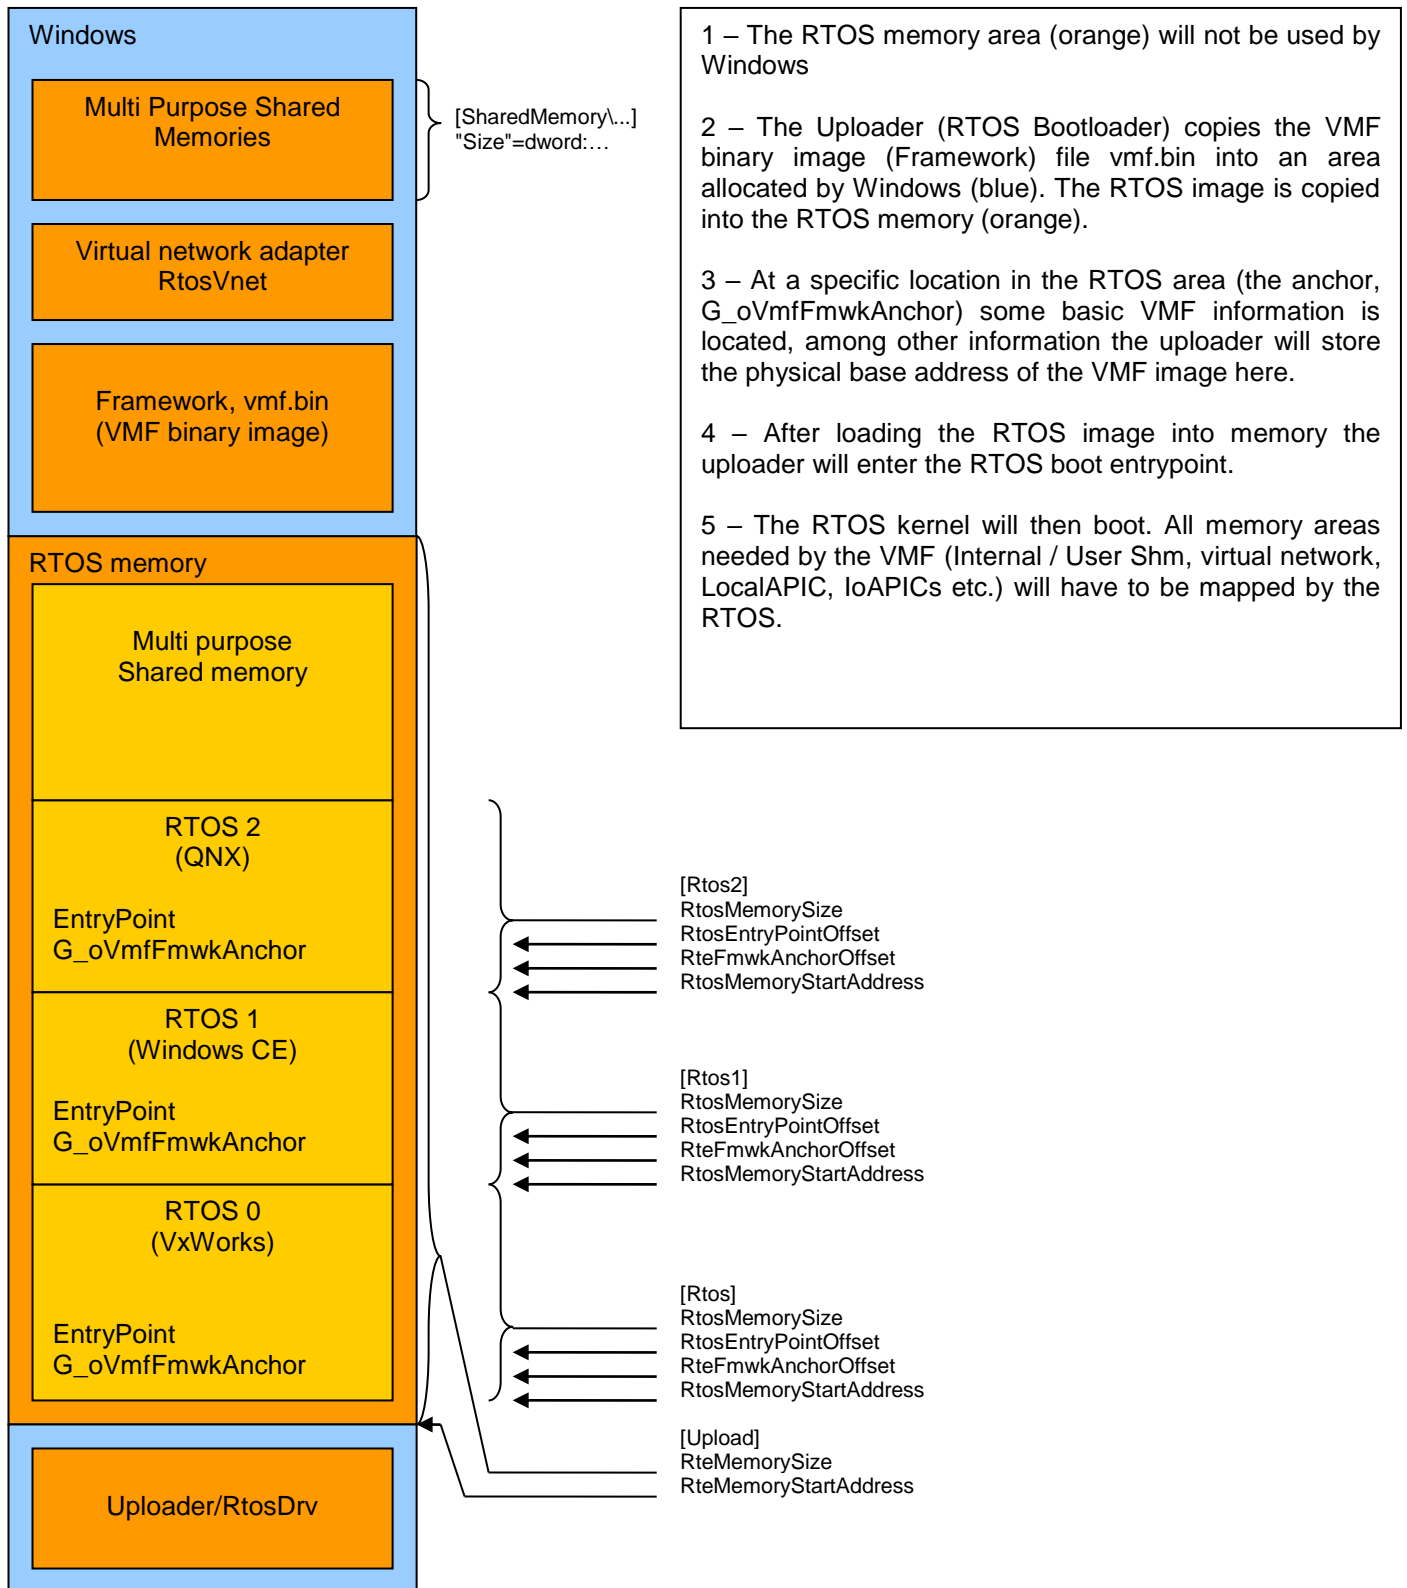 Windows
Multi Purpose Shared
Memories
[SharedMemory\...]
"Size"=dword:…
Virtual network adapter
RtosVnet
Framework, vmf.bin
(VMF binary image)
1 – The RTOS memory area (orange) will not be used by
Windows
2 – The Uploader (RTOS Bootloader) copies the VMF
binary image (Framework) file vmf.bin into an area
allocated by Windows (blue). The RTOS image is copied
into the RTOS memory (orange).
3 – At a specific location in the RTOS area (the anchor,
G_oVmfFmwkAnchor) some basic VMF information is
located, among other information the uploader will store
the physical base address of the VMF image here.
4 – After loading the RTOS image into memory the
uploader will enter the RTOS boot entrypoint.
5 – The RTOS kernel will then boot. All memory areas
needed by the VMF (Internal / User Shm, virtual network,
LocalAPIC, IoAPICs etc.) will have to be mapped by the
RTOS.
RTOS memory
Multi purpose
Shared memory
RTOS 2
(QNX)
EntryPoint
G_oVmfFmwkAnchor
[Rtos2]
RtosMemorySize
RtosEntryPointOffset
RteFmwkAnchorOffset
RtosMemoryStartAddress
RTOS 1
(Windows CE)
EntryPoint
G_oVmfFmwkAnchor
[Rtos1]
RtosMemorySize
RtosEntryPointOffset
RteFmwkAnchorOffset
RtosMemoryStartAddress
RTOS 0
(VxWorks)
EntryPoint
G_oVmfFmwkAnchor
[Rtos]
RtosMemorySize
RtosEntryPointOffset
RteFmwkAnchorOffset
RtosMemoryStartAddress
[Upload]
RteMemorySize
RteMemoryStartAddress
Uploader/RtosDrv